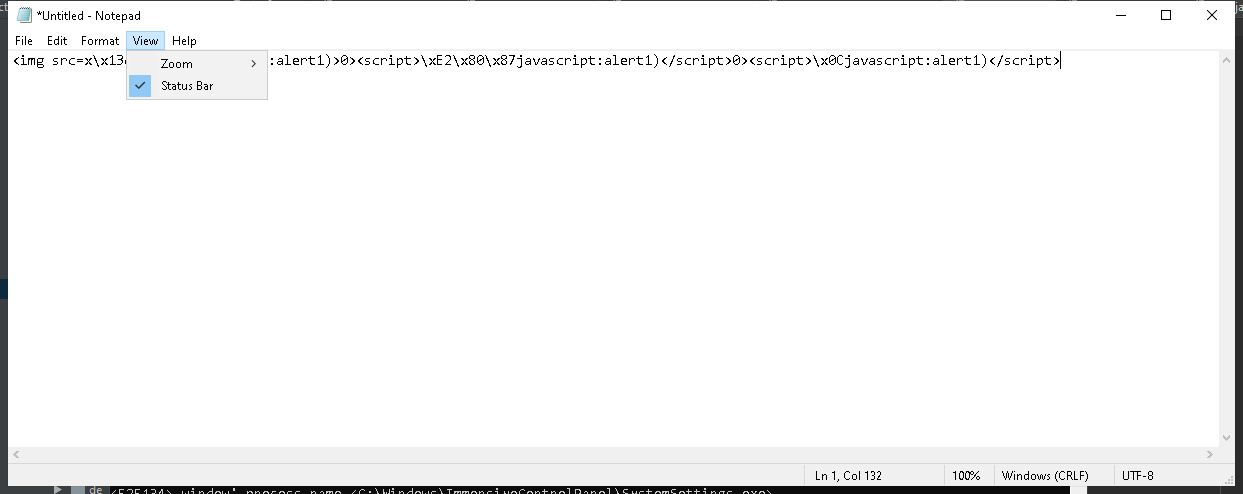 *Untitled - Notepad
File Edit Format View Help
<img src=x\x13 :alert1)>0><script>\xE2\x80\x87javascript:alert1)</script>0><script>\x0Cjavascript:alert1)</script>
Zoom
Status Bar
Ln 1, Col 132 100% Windows (CRLF) UTF-8
de <525134> window' process name <C:\Windows\ImmersiveControlPanel\SystemSettings.exe>